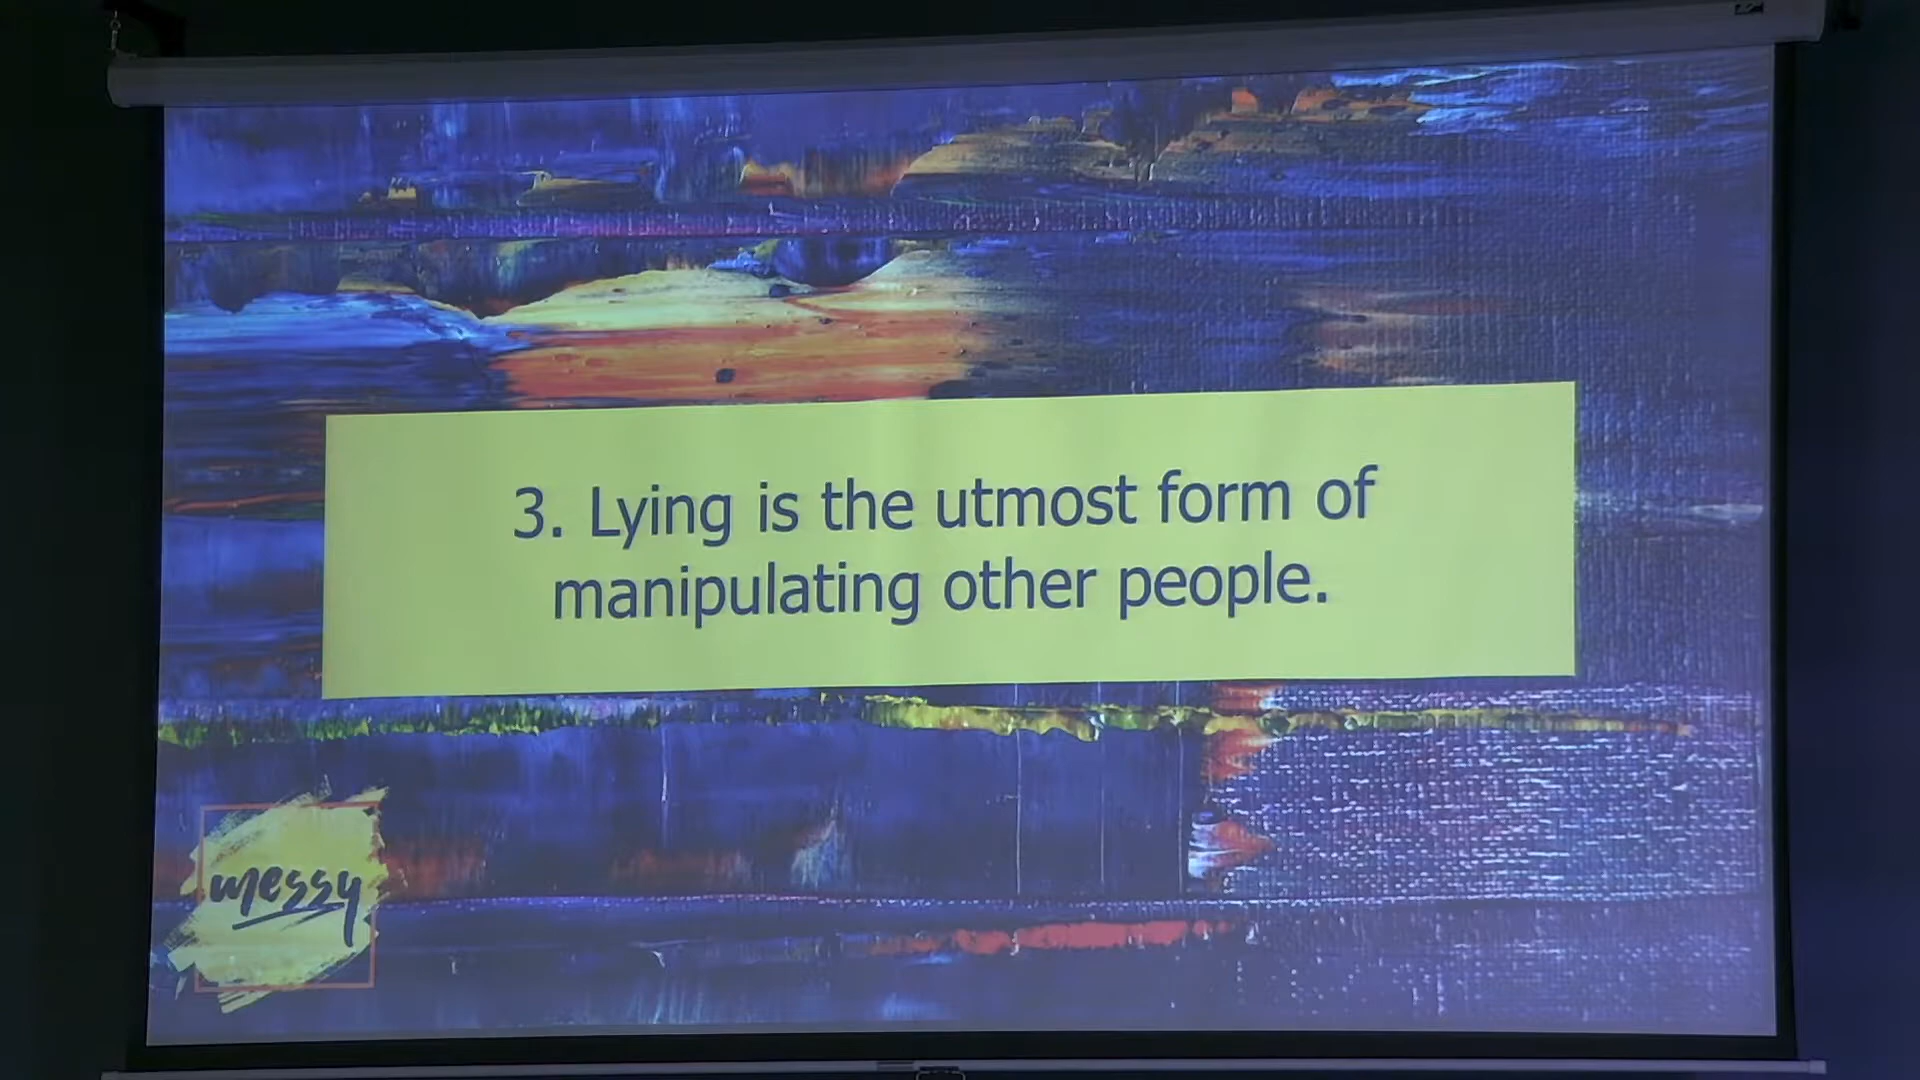 3. Lying is the utmost form of
manipulating other people.
messy